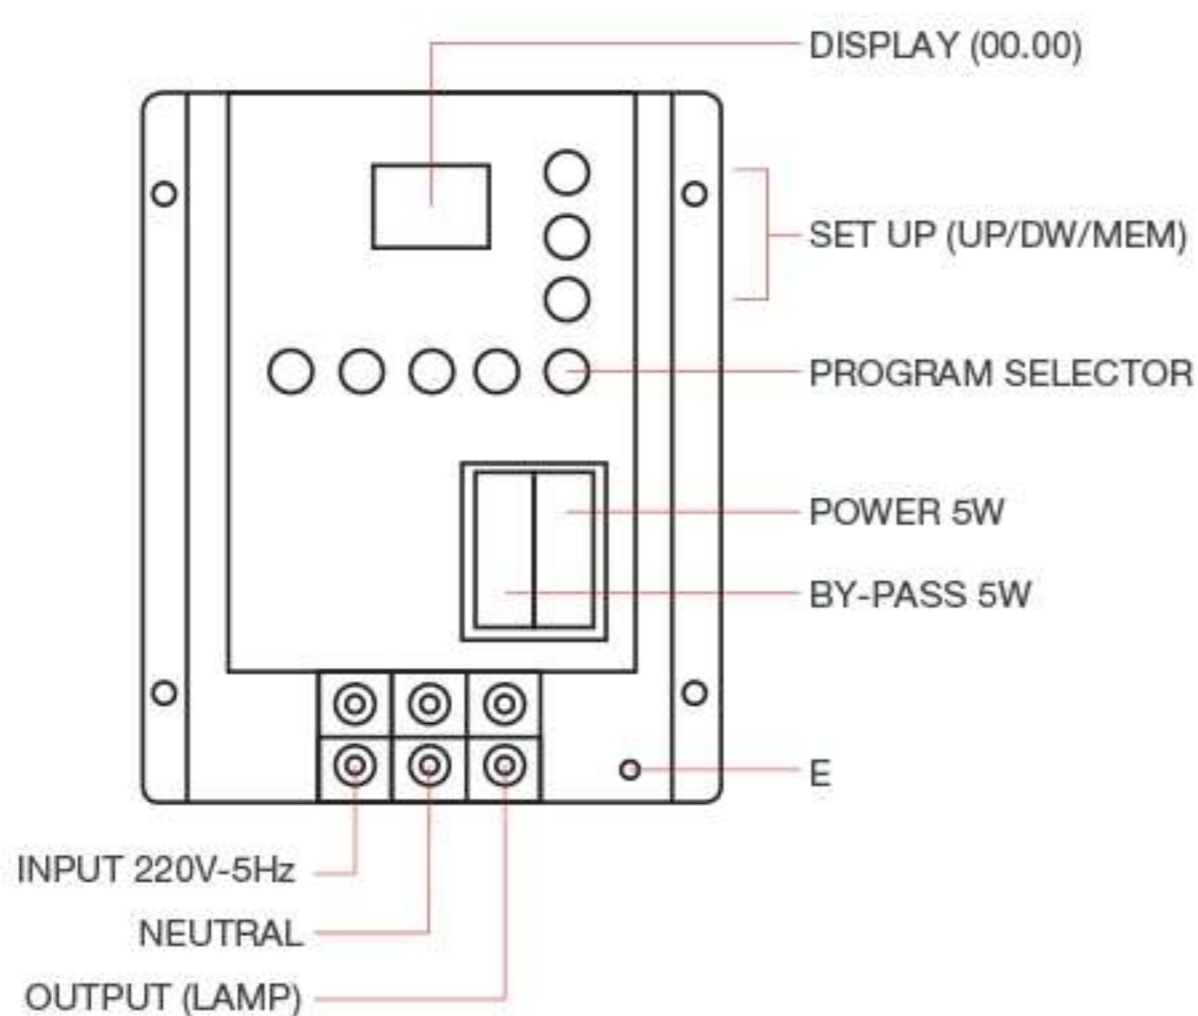 DISPLAY (00.00)
SET UP (UP/DW/MEM)
PROGRAM SELECTOR
POWER 5W
BY-PASS 5W
E
INPUT 220V-5Hz
NEUTRAL
OUTPUT (LAMP)